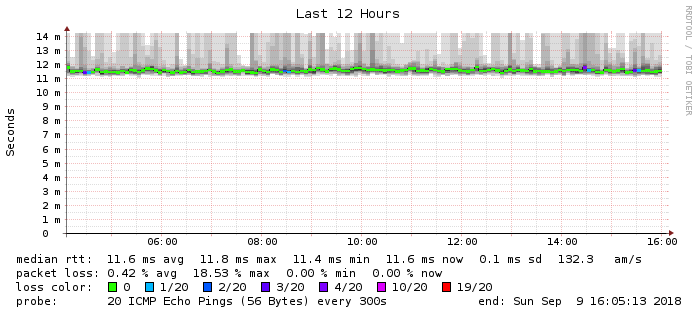 Last 12 Hours
RRDTOOL / TOBI OETIKER
Seconds
14 m
13 m
12 m
11 m
10 m
9 m
8 m
7 m
6 m
5 m
4 m
3 m
2 m
1 m
0
06:00 08:00 10:00 12:00 14:00 16:00
median rtt: 11.6 ms avg 11.8 ms max 11.4 ms min 11.6 ms now 0.1 ms sd 132.3 am/s
packet loss: 0.42 % avg 18.53 % max 0.00 % min 0.00 % now
loss color: 0 1/20 2/20 3/20 4/20 10/20 19/20
probe: 20 ICMP Echo Pings (56 Bytes) every 300s end: Sun Sep 9 16:05:13 2018